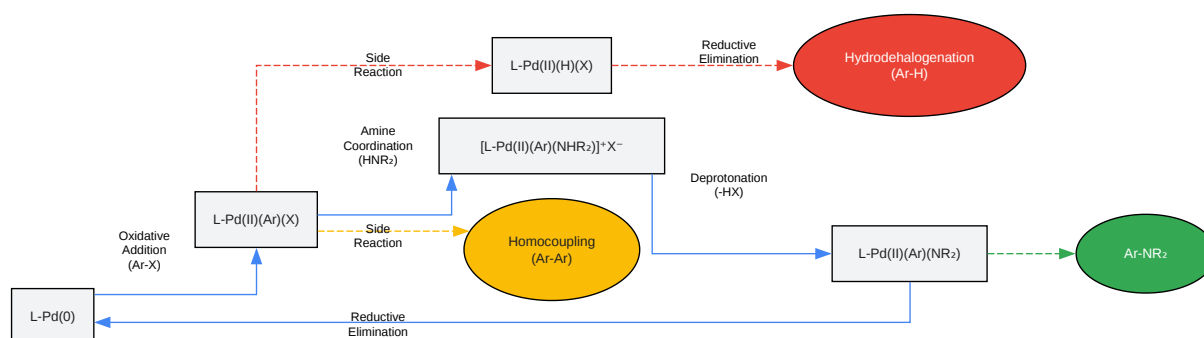 Side
Reaction
L-Pd(II)(H)(X)
Reductive
Elimination
Hydrodehalogenation
(Ar-H)
Amine
Coordination
(HNR₂)
[L-Pd(II)(Ar)(NHR₂)]⁺X⁻
Deprotonation
(-HX)
L-Pd(II)(Ar)(X)
Oxidative
Addition
(Ar-X)
Side
Reaction
Homocoupling
(Ar-Ar)
L-Pd(II)(Ar)(NR₂)
Ar-NR₂
L-Pd(0)
Reductive
Elimination